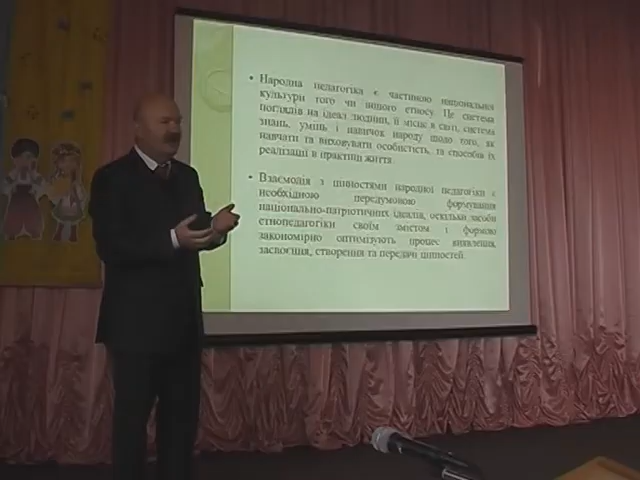 • Народна педагогіка є частиною національної
культури того чи іншого етносу. Це система
поглядів на ідеал людини, її місце в світі, система
знань, умінь і навичок народу щодо того, як
навчати та виховувати особистість, та способів їх
реалізації в практиці життя.
• Взаємодія з цінностями народної педагогіки є
необхідною передумовою формування
національно-патріотичних ідеалів, оскільки засоби
етнопедагогіки своїм змістом і формою
закономірно оптимізують процес виявлення,
засвоєння, створення та передачі цінностей.